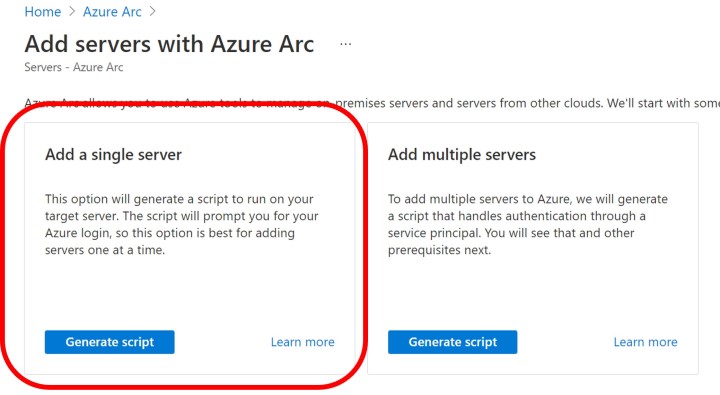 Home > Azure Arc >
Add servers with Azure Arc ...
Servers - Azure Arc
Azure Arc allows you to use Azure tools to manage on-premises servers and servers from other clouds. We'll start with some
Add a single server
This option will generate a script to run on your
target server. The script will prompt you for your
Azure login, so this option is best for adding
servers one at a time.
Generate script
Learn more
Add multiple servers
To add multiple servers to Azure, we will generate
a script that handles authentication through a
service principal. You will see that and other
prerequisites next.
Generate script
Learn more